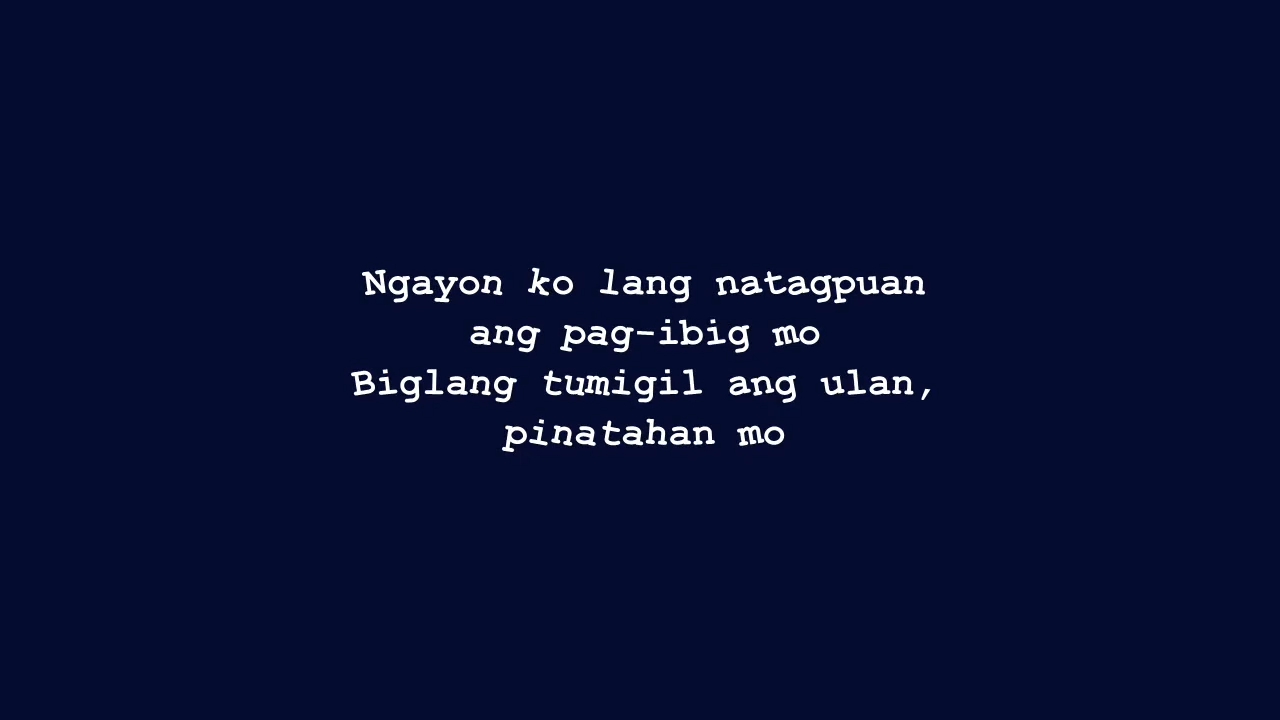 Ngayon ko lang natagpuan
ang pag-ibig mo
Biglang tumigil ang ulan,
pinatahan mo